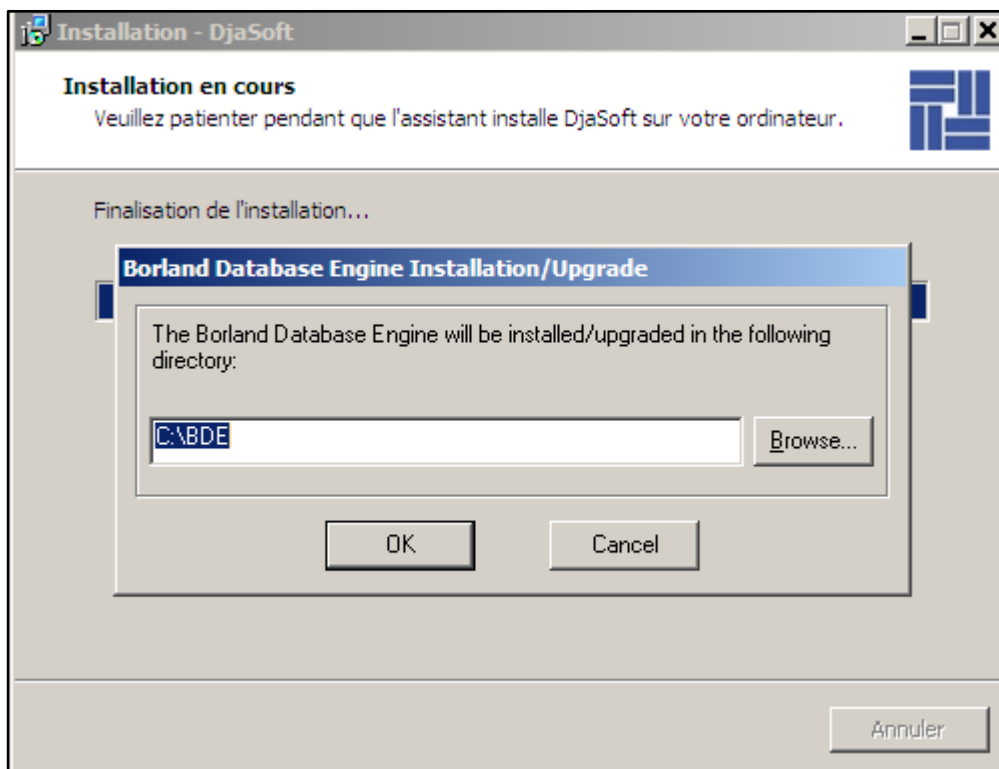 Installation - DjaSoft
Installation en cours
Veuillez patienter pendant que l'assistant installe DjaSoft sur votre ordinateur.
Finalisation de l'installation...
Borland Database Engine Installation/Upgrade
The Borland Database Engine will be installed/upgraded in the following
directory:
C:\BDE
Browse...
OK
Cancel
Annuler